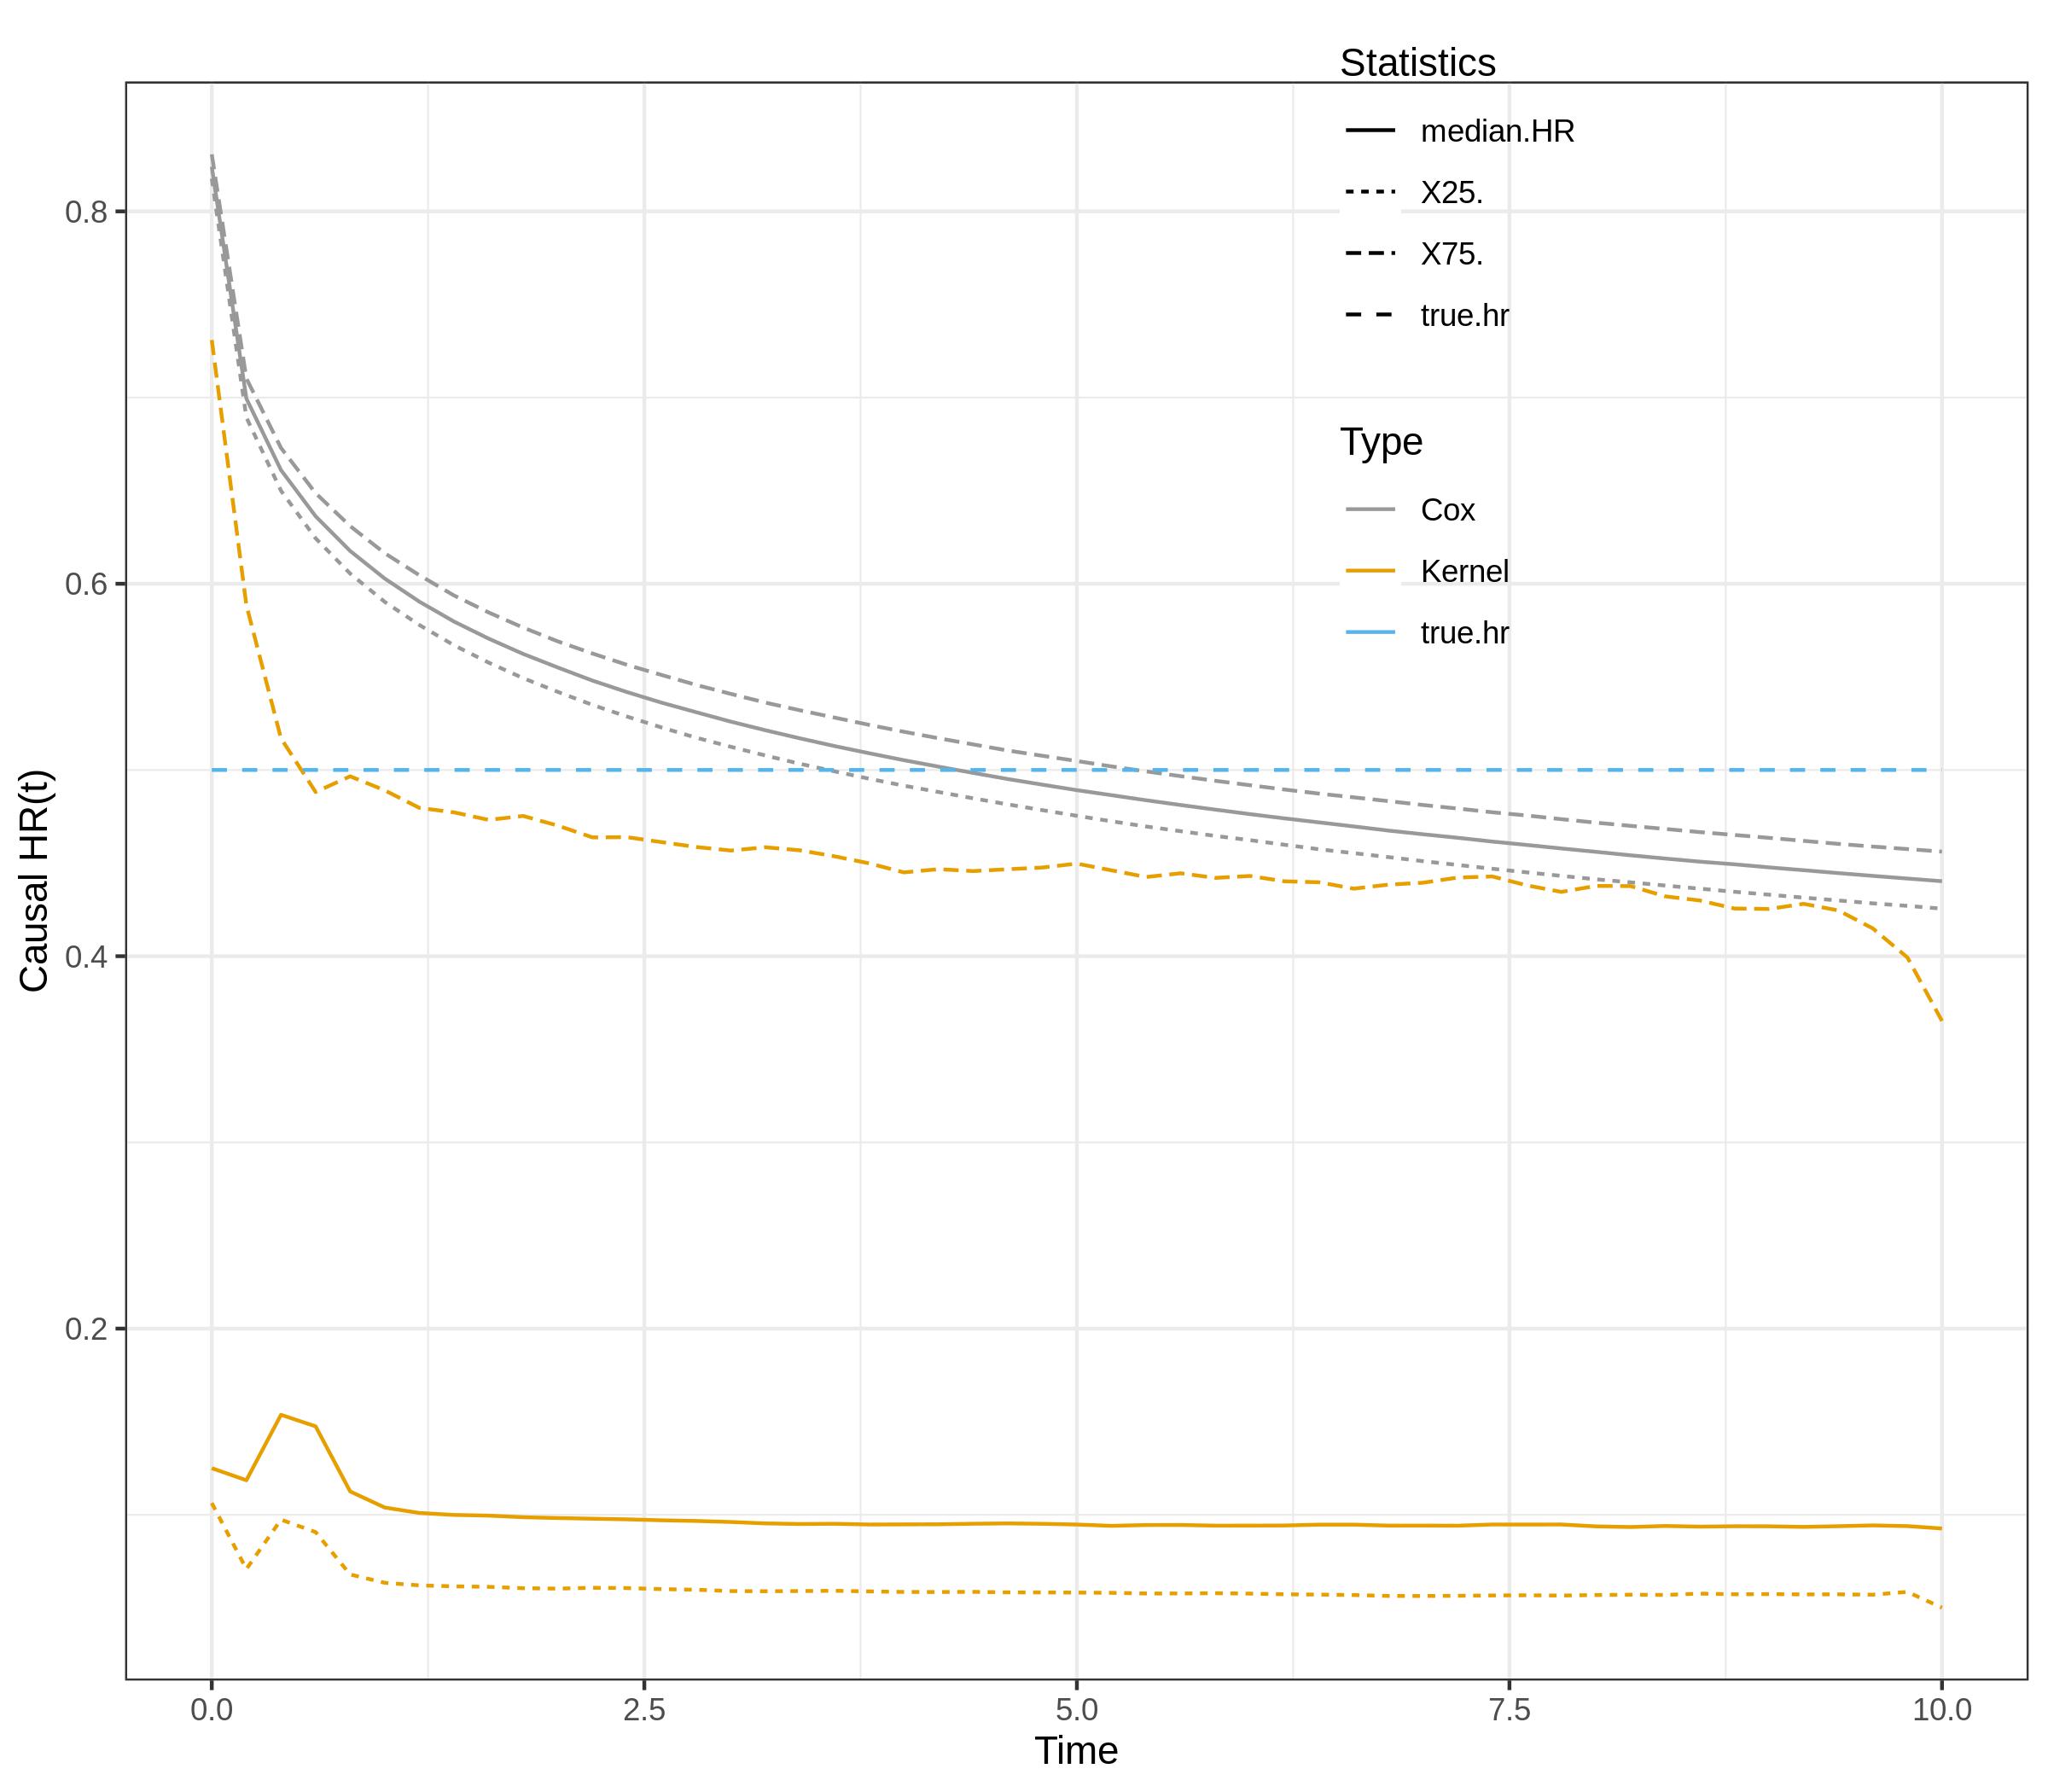 Statistics
median.HR
X25.
X75.
true.hr
Type
Cox
Kernel
true.hr
Causal HR(t)
0.8
0.6
0.4
0.2
0.0
2.5
5.0
7.5
10.0
Time